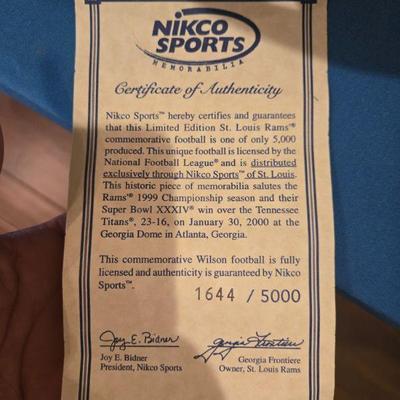 NIKCO
SPORTS
MEMORABILIA
Certificate of Authenticity
Nikco Sports™ hereby certifies and guarantees
that this Limited Edition St. Louis Rams®
commemorative football is one of only 5,000
produced. This unique football is licensed by the
National Football League® and is distributed
exclusively through Nikco Sports™ of St. Louis.
This historic piece of memorabilia salutes the
Rams® 1999 Championship season and their
Super Bowl XXXIV® win over the Tennessee
Titans®, 23-16, on January 30, 2000 at the
Georgia Dome in Atlanta, Georgia.
This commemorative Wilson football is fully
licensed and authenticity is guaranteed by Nikco
Sports™.
1644 / 5000
Joy E. Bidner Georgia Frontiere
Joy E. Bidner Georgia Frontiere
President, Nikco Sports Owner, St. Louis Rams